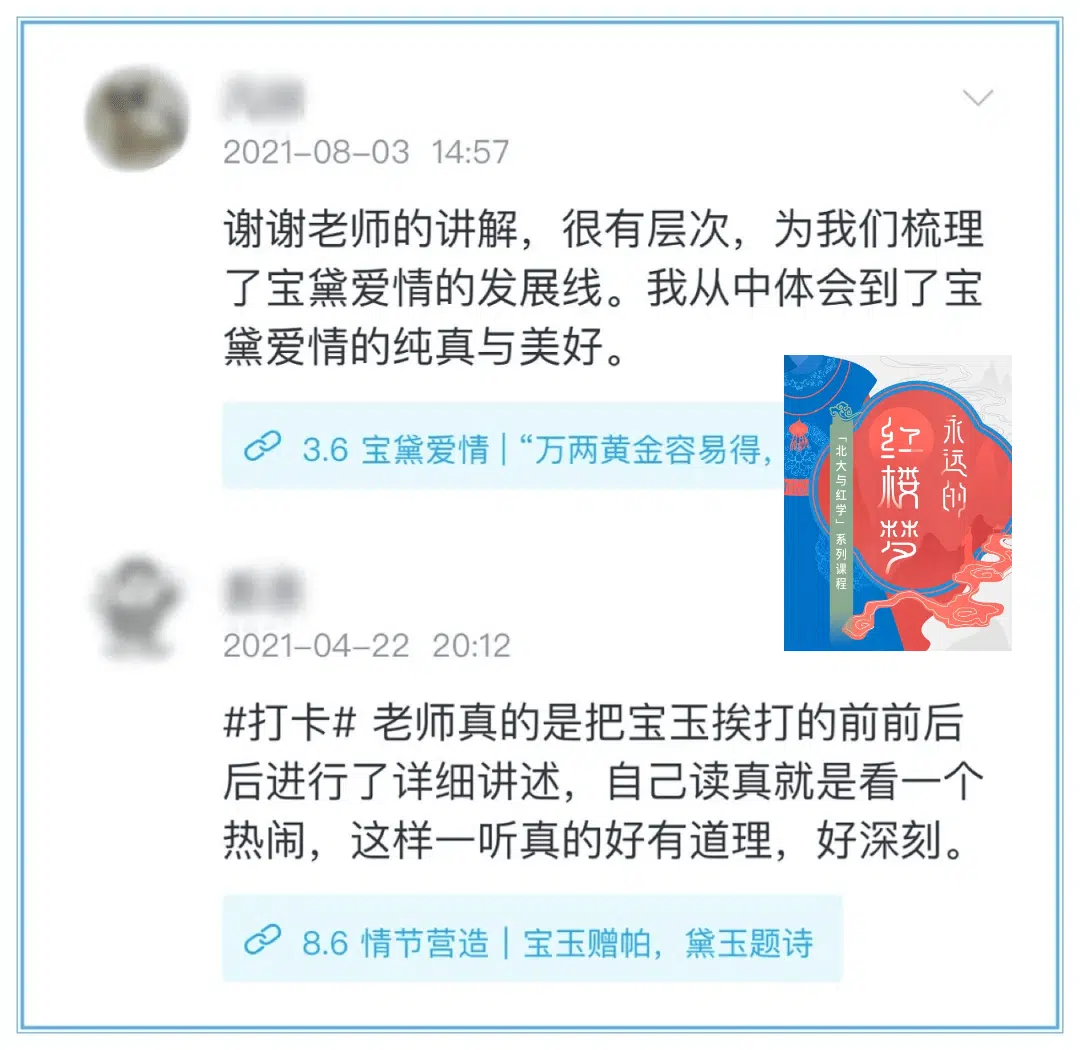 2021-08-03 14:57
谢谢老师的讲解，很有层次，为我们梳理
了宝黛爱情的发展线。我从中体会到了宝
黛爱情的纯真与美好。
3.6 宝黛爱情 | “万两黄金容易得，
永远的
红楼梦
「北大与红学」系列课程
2021-04-22 20:12
#打卡# 老师真的是把宝玉挨打的前前后
后进行了详细讲述，自己读真就是看一个
热闹，这样一听真的好有道理，好深刻。
8.6 情节营造 | 宝玉赠帕，黛玉题诗